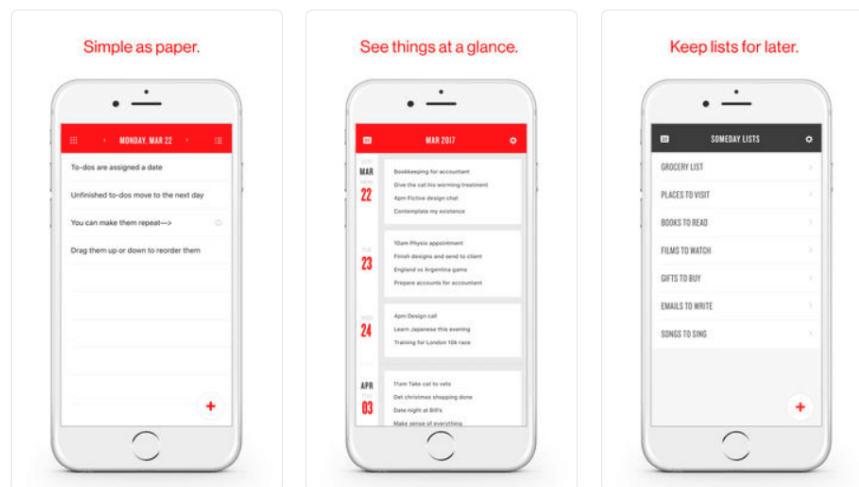 Simple as paper.
MONDAY, MAR 22
To-dos are assigned a date
Unfinished to-dos move to the next day
You can make them repeat—>
Drag them up or down to reorder them
See things at a glance.
MAR 2017
MAR
22
Bookkeeping for accountant
Give the cat his worming treatment
4pm Fictive design chat
Contemplate my existence
TUE
23
10am Physio appointment
Finish designs and send to client
England vs Argentina game
Prepare accounts for accountant
WED
24
4pm Design call
Learn Japanese this evening
Training for London 10k race
APR
03
11am Take cat to vets
Get christmas shopping done
Date night at Bill's
Make sense of everything
Keep lists for later.
SOMEDAY LISTS
GROCERY LIST
PLACES TO VISIT
BOOKS TO READ
FILMS TO WATCH
GIFTS TO BUY
EMAILS TO WRITE
SONGS TO SING